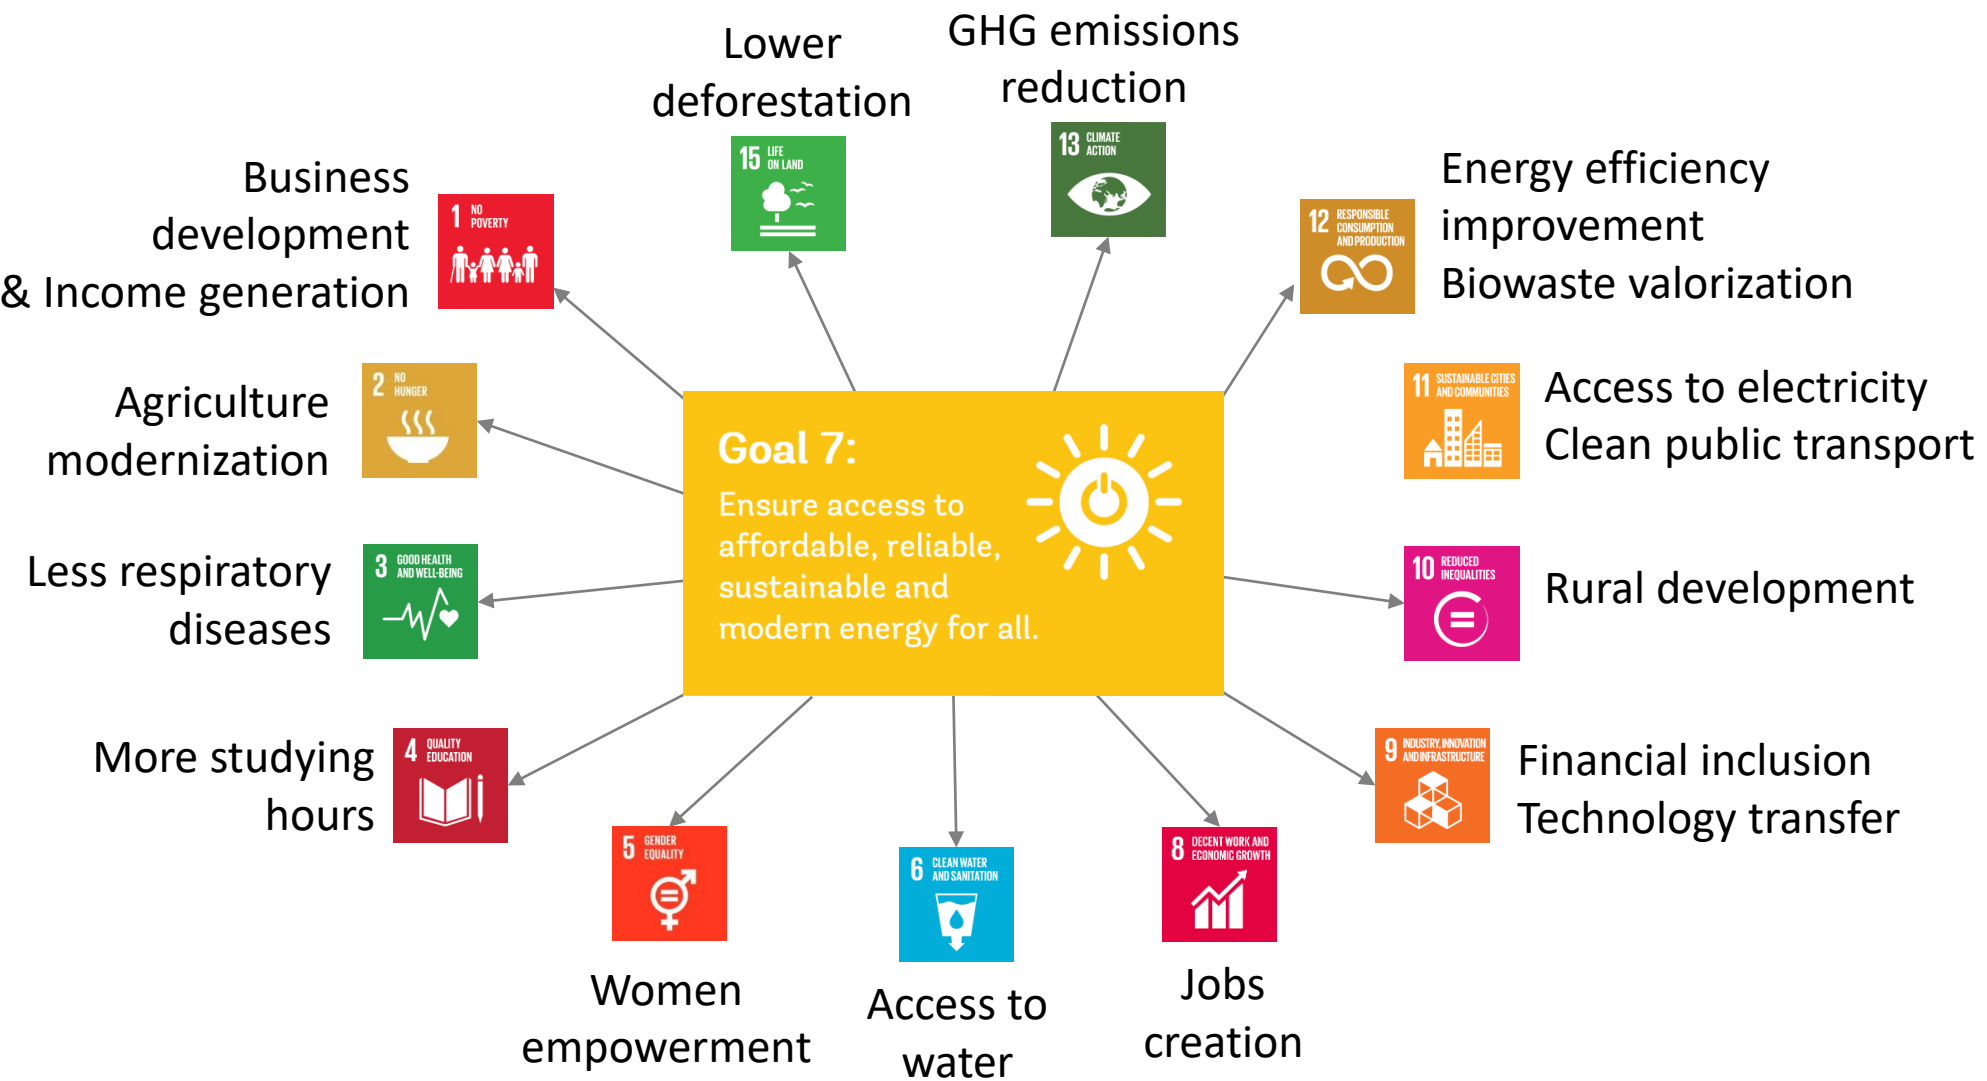 Lower
deforestation
GHG emissions
reduction
15 LIFE
ON LAND
13 CLIMATE
ACTION
Business
development
& Income generation
1 NO
POVERTY
12 RESPONSIBLE
CONSUMPTION
AND PRODUCTION
Energy efficiency
improvement
Biowaste valorization
Agriculture
modernization
2 NO
HUNGER
11 SUSTAINABLE CITIES
AND COMMUNITIES
Access to electricity
Clean public transport
Goal 7:
Ensure access to
affordable, reliable,
sustainable and
modern energy for all.
Less respiratory
diseases
3 GOOD HEALTH
AND WELL-BEING
10 REDUCED
INEQUALITIES
Rural development
More studying
hours
4 QUALITY
EDUCATION
9 INDUSTRY, INNOVATION
AND INFRASTRUCTURE
Financial inclusion
Technology transfer
5 GENDER
EQUALITY
Women
empowerment
6 CLEAN WATER
AND SANITATION
Access to
water
8 DECENT WORK AND
ECONOMIC GROWTH
Jobs
creation